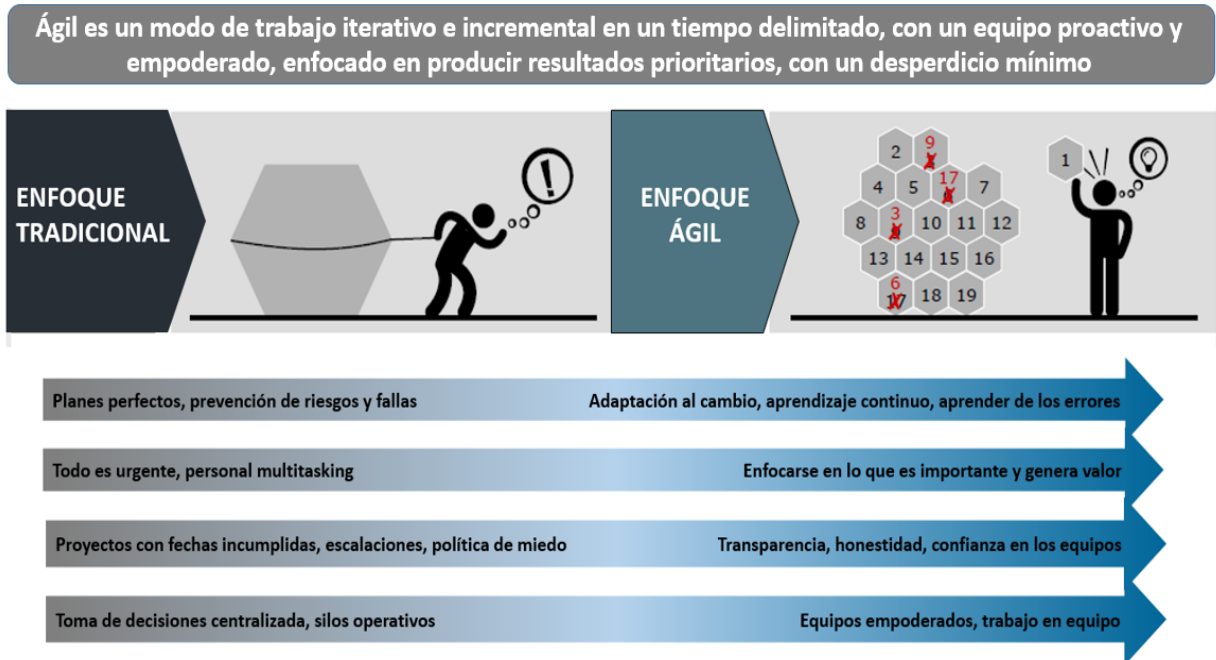 Ágil es un modo de trabajo iterativo e incremental en un tiempo delimitado, con un equipo proactivo y
empoderado, enfocado en producir resultados prioritarios, con un desperdicio mínimo
ENFOQUE
TRADICIONAL
!
ENFOQUE
ÁGIL
2 9
4 5 17 7
8 3 10 11 12
13 14 15 16
6
17 18 19
1
Planes perfectos, prevención de riesgos y fallas Adaptación al cambio, aprendizaje continuo, aprender de los errores
Todo es urgente, personal multitasking Enfocarse en lo que es importante y genera valor
Proyectos con fechas incumplidas, escalaciones, política de miedo Transparencia, honestidad, confianza en los equipos
Toma de decisiones centralizada, silos operativos Equipos empoderados, trabajo en equipo